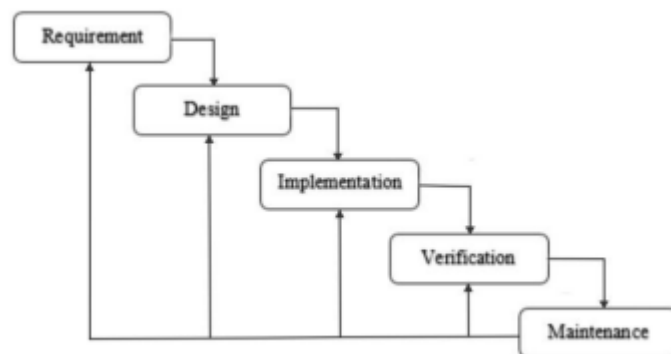 Requirement
Design
Implementation
Verification
Maintenance